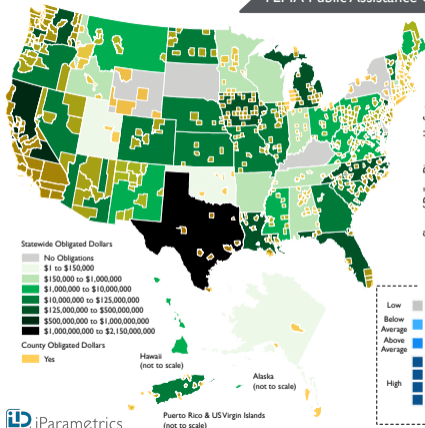 FEMA Public Assistance
Statewide Obligated Dollars
No Obligations
$1 to $150,000
$150,000 to $1,000,000
$1,000,000 to $10,000,000
$10,000,000 to $125,000,000
$125,000,000 to $500,000,000
$500,000,000 to $1,000,000,000
$1,000,000,000 to $2,150,000,000
County Obligated Dollars
Yes
Hawaii
(not to scale)
Alaska
(not to scale)
Puerto Rico & US Virgin Islands
(not to scale)
Low
Below
Average
Above
Average
High
iParametrics